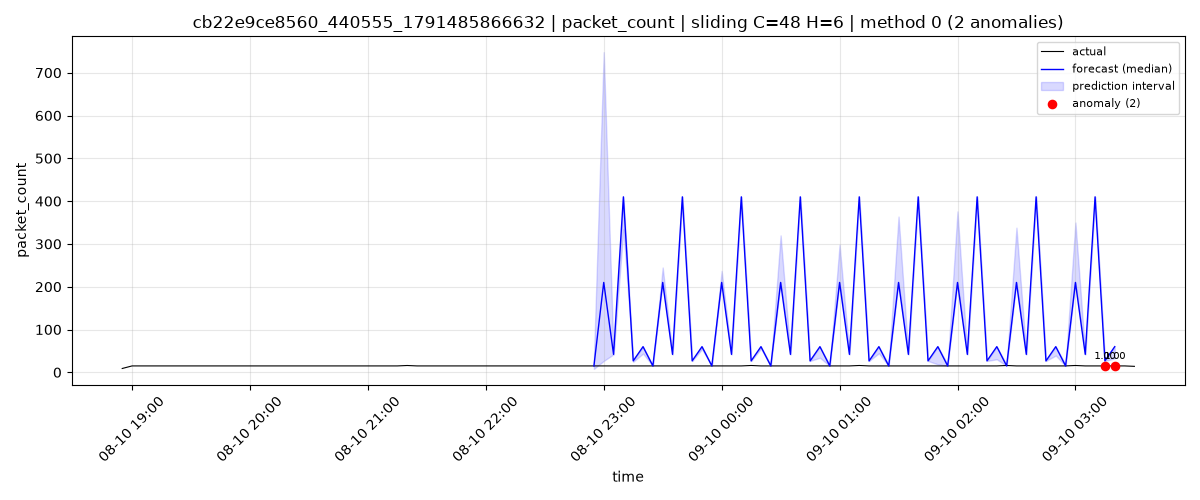 cb22e9ce8560_440555_1791485866632 | packet_count | sliding C=48 H=6 | method 0 (2 anomalies)
actual
forecast (median)
prediction interval
anomaly (2)
700
600
500
400
300
200
100
0
packet_count
08-10 19:00
08-10 20:00
08-10 21:00
08-10 22:00
08-10 23:00
09-10 00:00
09-10 01:00
09-10 02:00
09-10 03:00
time